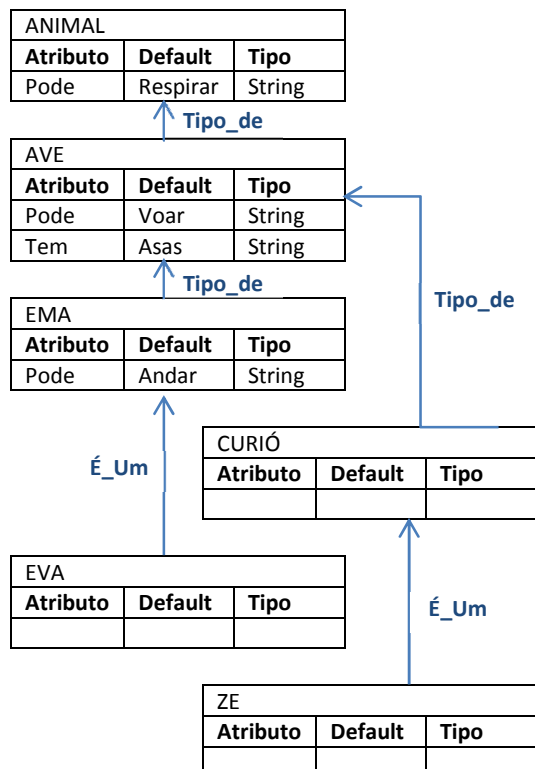 ANIMAL
Atributo Default Tipo
Pode Respirar String
Tipo_de
AVE
Atributo Default Tipo
Pode Voar String
Tem Asas String
Tipo_de
Tipo_de
EMA
Atributo Default Tipo
Pode Andar String
É_Um
CURIÓ
Atributo Default Tipo
EVA
Atributo Default Tipo
É_Um
ZE
Atributo Default Tipo